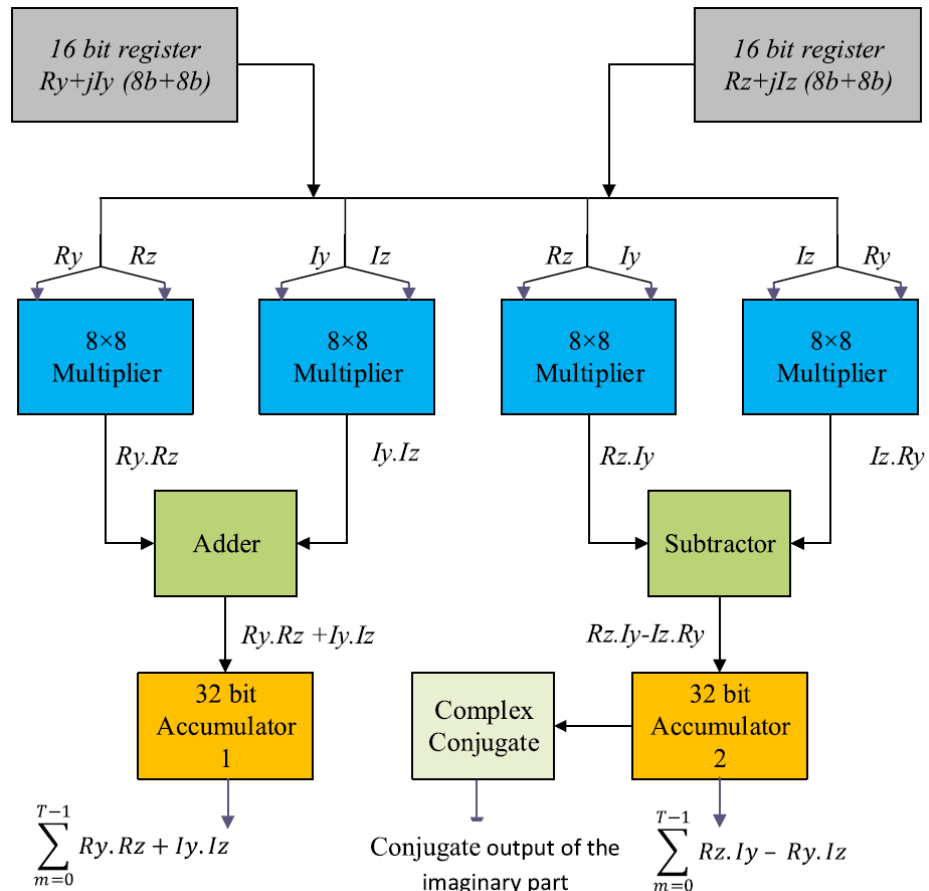 16 bit register
Ry+jIy (8b+8b)
16 bit register
Rz+jIz (8b+8b)
Ry Rz Iy Iz Rz Iy Iz Ry
8×8
Multiplier
8×8
Multiplier
8×8
Multiplier
8×8
Multiplier
Ry.Rz
Iy.Iz
Rz.Iy
Iz.Ry
Adder
Subtractor
Ry.Rz +Iy.Iz
Rz.Iy-Iz.Ry
32 bit
Accumulator
1
Complex
Conjugate
32 bit
Accumulator
2
T−1
∑ Ry.Rz + Iy.Iz
m=0
Conjugate output of the
imaginary part
T−1
∑ Rz.Iy − Ry.Iz
m=0